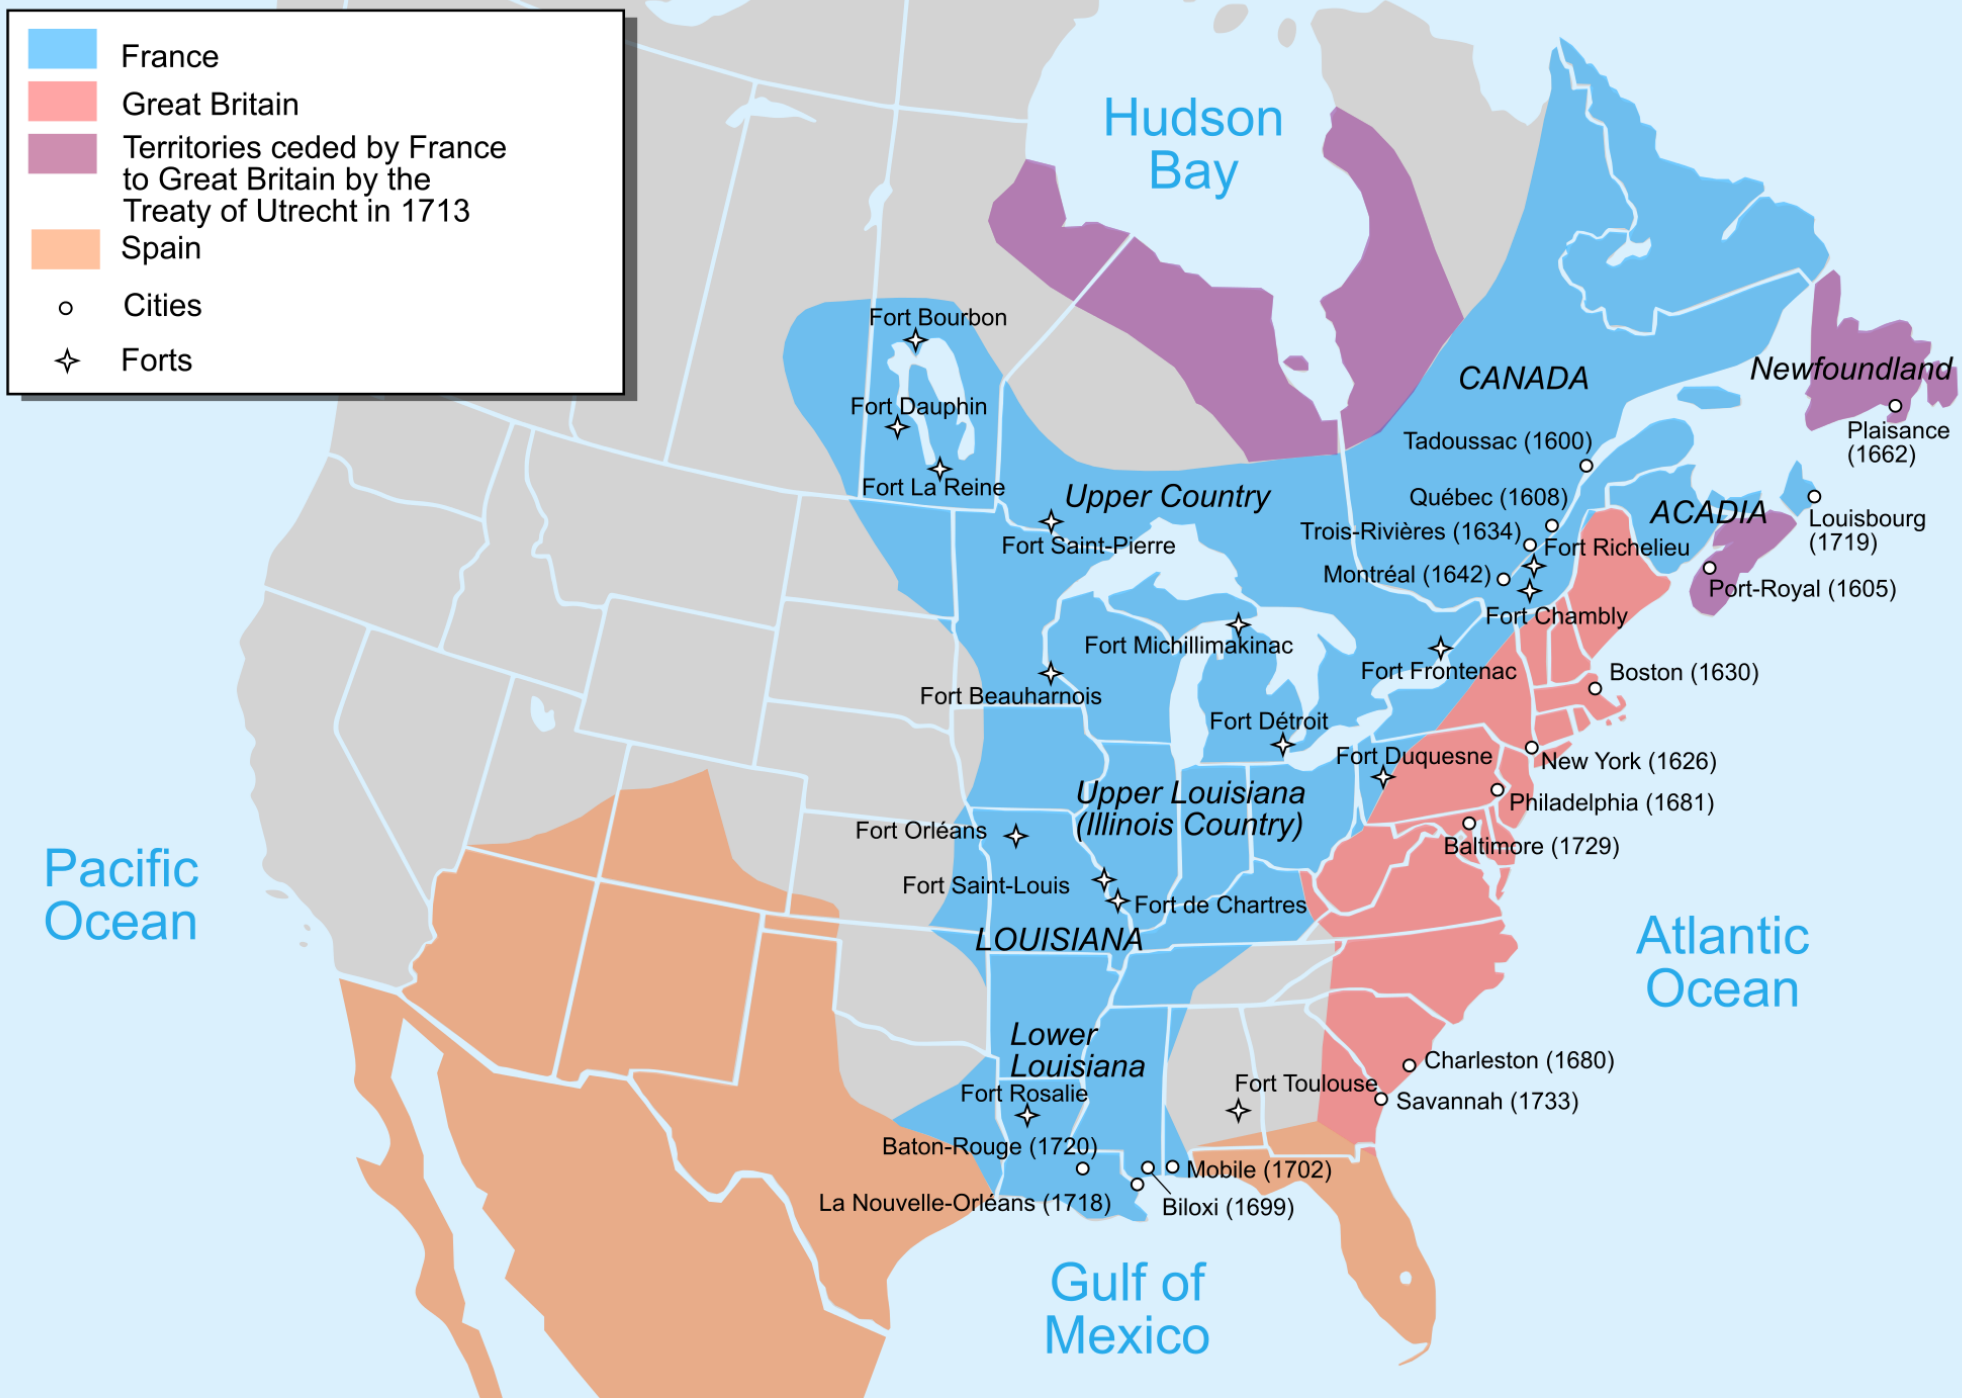 France
Great Britain
Territories ceded by France
to Great Britain by the
Treaty of Utrecht in 1713
Spain
Cities
Forts
Hudson
Bay
Fort Bourbon
Fort Dauphin
Fort La Reine
Upper Country
Fort Saint-Pierre
CANADA
Newfoundland
Plaisance
(1662)
Tadoussac (1600)
Québec (1608)
Trois-Rivières (1634)
Fort Richelieu
Montréal (1642)
Fort Chambly
ACADIA
Louisbourg
(1719)
Port-Royal (1605)
Fort Michillimakinac
Fort Frontenac
Fort Beauharnois
Fort Détroit
Fort Duquesne
Boston (1630)
New York (1626)
Philadelphia (1681)
Baltimore (1729)
Upper Louisiana
(Illinois Country)
Fort Orléans
Fort Saint-Louis
Fort de Chartres
LOUISIANA
Pacific
Ocean
Atlantic
Ocean
Lower
Louisiana
Fort Rosalie
Fort Toulouse
Charleston (1680)
Savannah (1733)
Baton-Rouge (1720)
Mobile (1702)
La Nouvelle-Orléans (1718)
Biloxi (1699)
Gulf of
Mexico